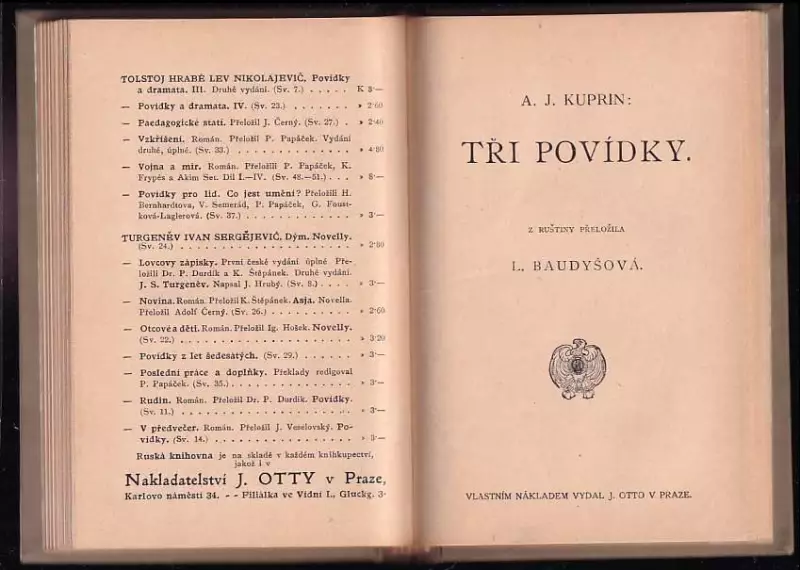 TOLSTOJ HRABĚ LEV NIKOLAJEVIČ. Povídky
a dramata. III. Druhé vydání. (Sv. 7.) . . . . . K 3·—
— Povídky a dramata. IV. (Sv. 23.) . . . . . . . » 2·60
— Paedagogické stati. Přeložil J. Černý. (Sv. 27.) . » 2·40
— Vzkříšení. Román. Přeložil P. Papáček. Vydání
druhé, úplné. (Sv. 33.) . . . . . . . . . . . . » 4·80
— Vojna a mír. Román. Přeložili P. Papáček, K.
Frypés a Akim Set. Díl I.—IV. (Sv. 48.—51.) . . . » 8·—
— Povídky pro lid. Co jest umění? Přeložili H.
Bernhardtova, V. Semerád, P. Papáček, G. Foust-
ková-Laglerová. (Sv. 37.) . . . . . . . . . . . » 3·—
TURGENĚV IVAN SERGĚJEVIČ, Dým. Novelly.
(Sv. 24.) . . . . . . . . . . . . . . . . . . » 2·80
— Lovcovy zápisky. První české vydání úplné. Pře-
ložili Dr. P. Durdík a K. Štěpánek. Druhé vydání.
J. S. Turgeněv. Napsal J. Hrubý. (Sv. 8.) . . . . » 3·—
— Novina. Román. Přeložil K. Štěpánek. Asja. Novella.
Přeložil Adolf Černý. (Sv. 26.) . . . . . . . . . » 2·60
— Otcové a děti. Román. Přeložil Ig. Hošek. Novelly.
(Sv. 22.) . . . . . . . . . . . . . . . . . . » 3·20
— Povídky z let šedesátých. (Sv. 29.) . . . . . . » 3·—
— Poslední práce a doplňky. Překlady redigoval
P. Papáček. (Sv. 35.) . . . . . . . . . . . . . » 3·—
— Rudin. Román. Přeložil Dr. P. Durdík. Povídky.
(Sv. 11.) . . . . . . . . . . . . . . . . . . » 3·—
— V předvečer. Román. Přeložil J. Veselovský. Po-
vídky. (Sv. 14.) . . . . . . . . . . . . . . . » 3·—
Ruská knihovna je na skladě v každém knihkupectví,
jakož i v
Nakladatelství J. OTTY v Praze,
Karlovo náměstí 34. - - Filiálka ve Vídni I., Gluckg. 3·
A. J. KUPRIN:
TŘI POVÍDKY.
Z RUŠTINY PŘELOŽILA
L. BAUDYŠOVÁ.
VLASTNÍM NÁKLADEM VYDAL J. OTTO V PRAZE.